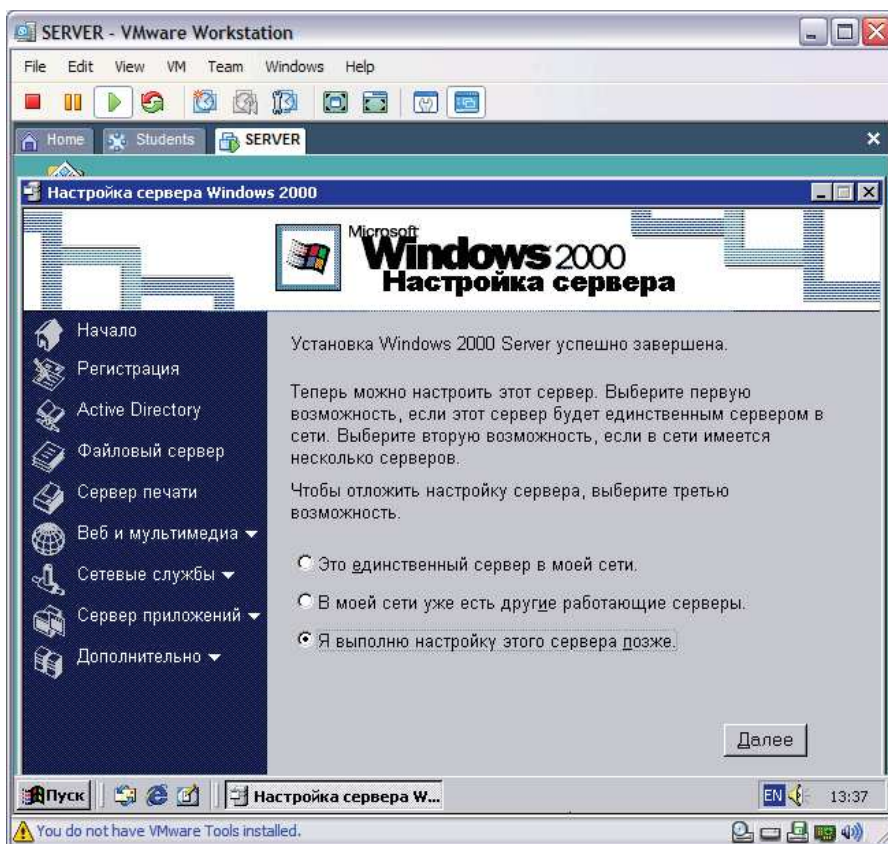 SERVER - VMware Workstation
File Edit View VM Team Windows Help
Home Students SERVER
Настройка сервера Windows 2000
Microsoft
Windows 2000
Настройка сервера
Начало
Регистрация
Active Directory
Файловый сервер
Сервер печати
Веб и мультимедиа
Сетевые службы
Сервер приложений
Дополнительно
Установка Windows 2000 Server успешно завершена.
Теперь можно настроить этот сервер. Выберите первую
возможность, если этот сервер будет единственным сервером в
сети. Выберите вторую возможность, если в сети имеется
несколько серверов.
Чтобы отложить настройку сервера, выберите третью
возможность.
Это единственный сервер в моей сети.
В моей сети уже есть другие работающие серверы.
Я выполню настройку этого сервера позже.
Далее
Пуск Настройка сервера W... EN 13:37
You do not have VMware Tools installed.